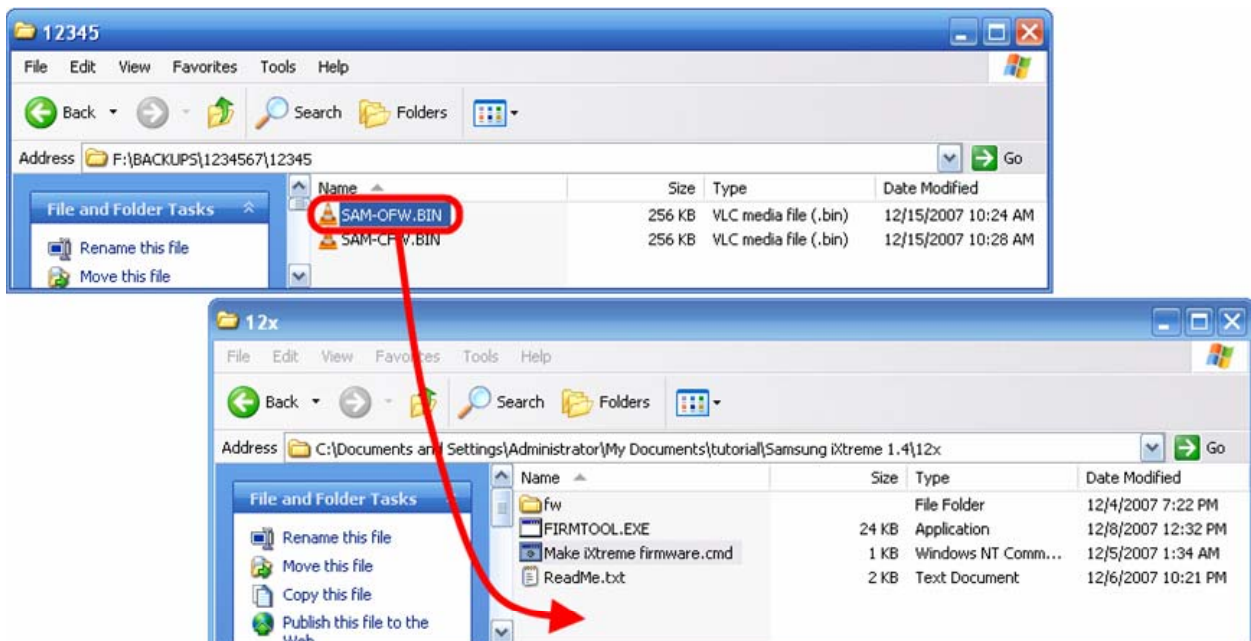 12345
File Edit View Favorites Tools Help
Back Search Folders
Address F:\BACKUPS\1234567\12345 Go
File and Folder Tasks
Rename this file
Move this file
Name Size Type Date Modified
SAM-OFW.BIN 256 KB VLC media file (.bin) 12/15/2007 10:24 AM
SAM-CFW.BIN 256 KB VLC media file (.bin) 12/15/2007 10:28 AM
12x
File Edit View Favorites Tools Help
Back Search Folders
Address C:\Documents and Settings\Administrator\My Documents\tutorial\Samsung iXtreme 1.4\12x Go
File and Folder Tasks
Rename this file
Move this file
Copy this file
Publish this file to the
Web
Name Size Type Date Modified
fw File Folder 12/4/2007 7:22 PM
FIRMTOOL.EXE 24 KB Application 12/8/2007 12:32 PM
Make iXtreme firmware.cmd 1 KB Windows NT Comm... 12/5/2007 1:34 AM
ReadMe.txt 2 KB Text Document 12/6/2007 10:21 PM